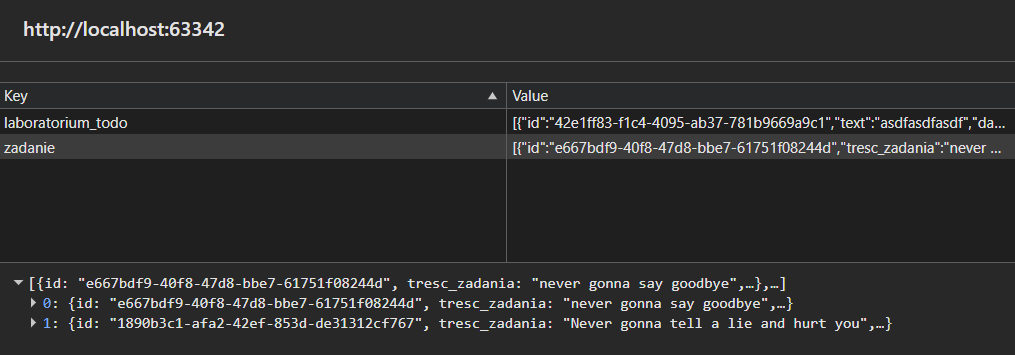 http://localhost:63342
Key Value
laboratorium_todo [{"id":"42e1ff83-f1c4-4095-ab37-781b9669a9c1","text":"asdfasdfasdf","da...
zadanie [{"id":"e667bdf9-40f8-47d8-bbe7-61751f08244d","tresc_zadania":"never ...
[{id: "e667bdf9-40f8-47d8-bbe7-61751f08244d", tresc_zadania: "never gonna say goodbye",…},…]
0: {id: "e667bdf9-40f8-47d8-bbe7-61751f08244d", tresc_zadania: "never gonna say goodbye",…}
1: {id: "1890b3c1-afa2-42ef-853d-de31312cf767", tresc_zadania: "Never gonna tell a lie and hurt you",…}